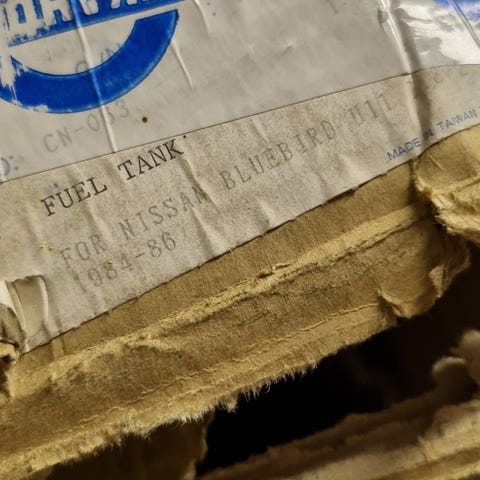 CN-033
FUEL TANK
FOR NISSAN BLUEBIRD U11
1984-86
MADE IN TAIWAN